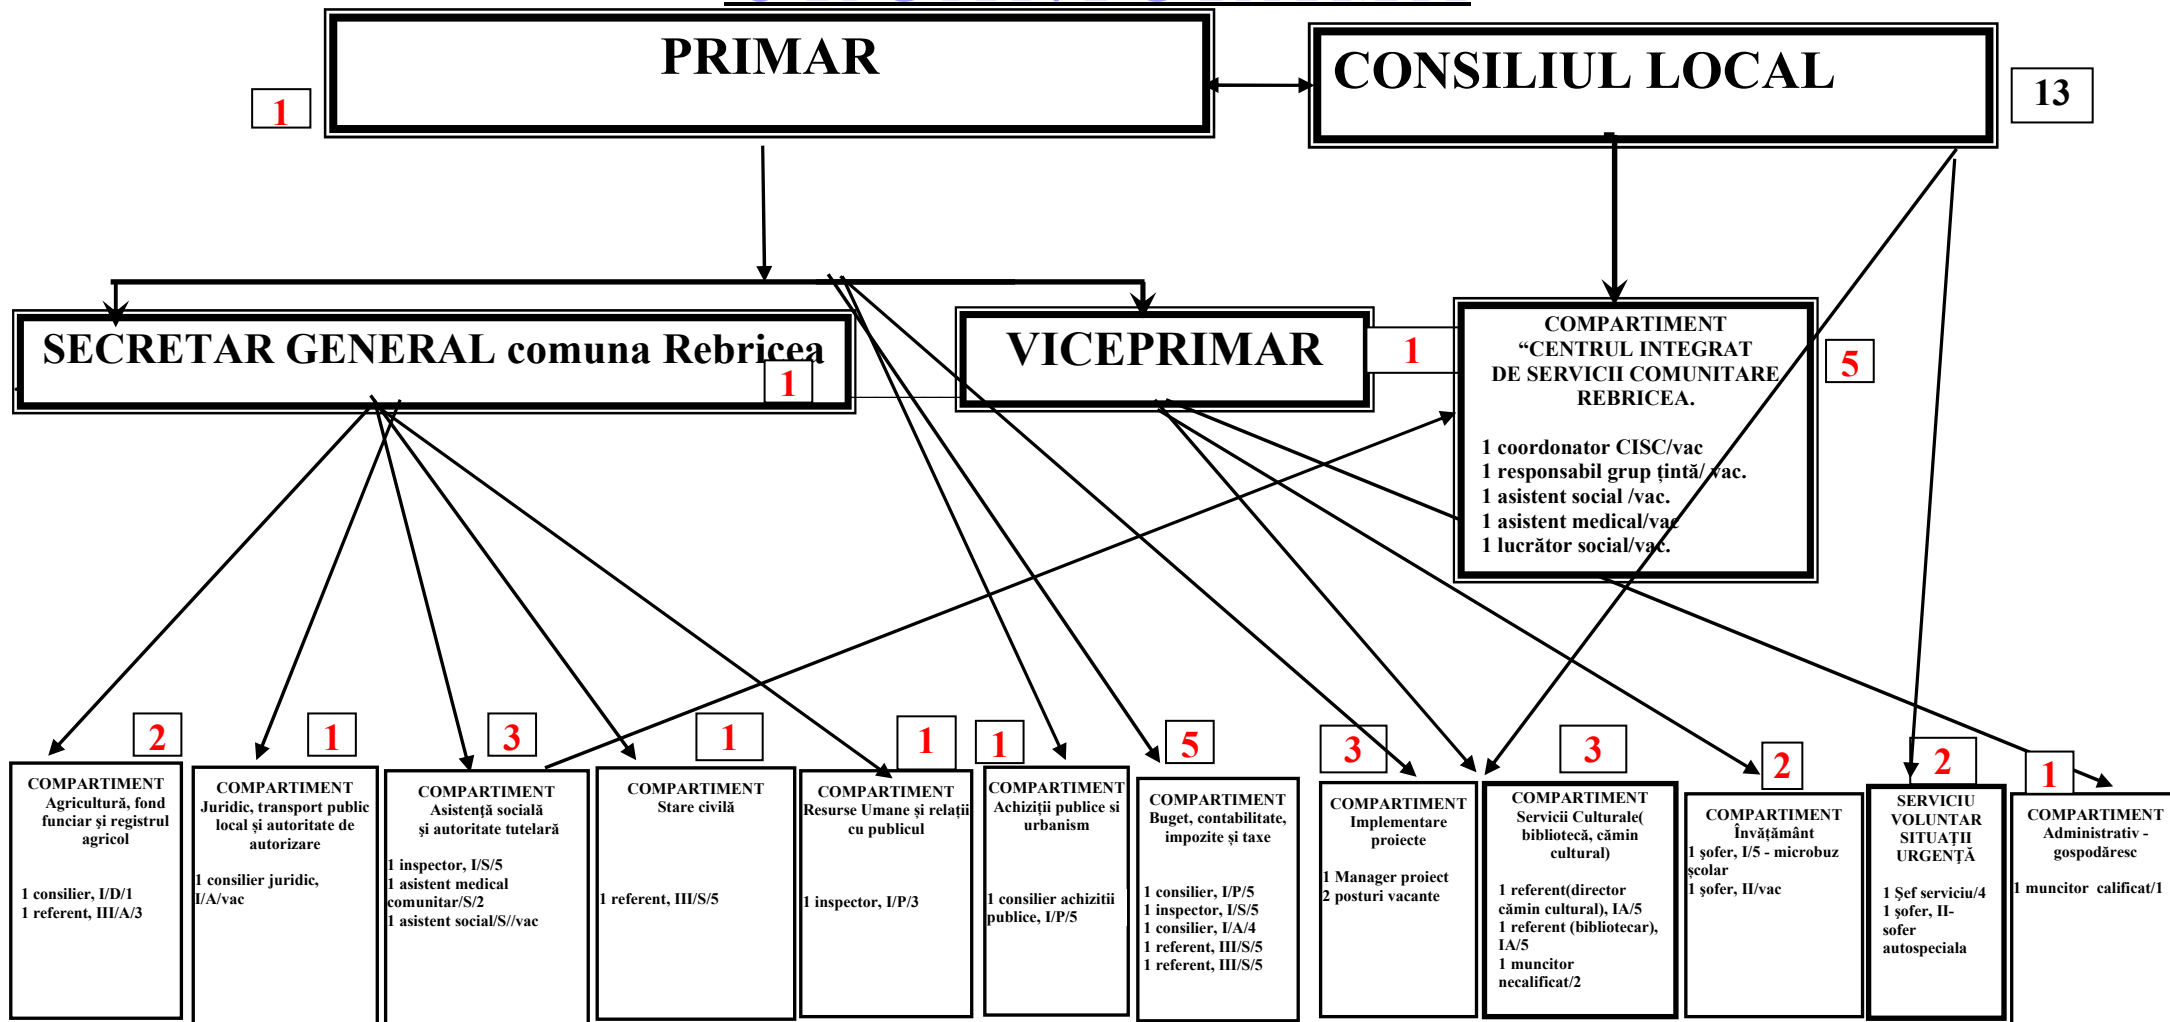 PRIMAR
1
CONSILIUL LOCAL
13
SECRETAR GENERAL comuna Rebricea
1
VICEPRIMAR
1
COMPARTIMENT
“CENTRUL INTEGRAT
DE SERVICII COMUNITARE
REBRICEA.
1 coordonator CISC/vac
1 responsabil grup țintă/ vac.
1 asistent social /vac.
1 asistent medical/vac
1 lucrător social/vac.
5
2
COMPARTIMENT
Agricultură, fond
funciar şi registrul
agricol
1 consilier, I/D/1
1 referent, III/A/3
1
COMPARTIMENT
Juridic, transport public
local și autoritate de
autorizare
1 consilier juridic,
I/A/vac
3
COMPARTIMENT
Asistenţă socială
şi autoritate tutelară
1 inspector, I/S/5
1 asistent medical
comunitar/S/2
1 asistent social/S//vac
1
COMPARTIMENT
Stare civilă
1 referent, III/S/5
1
COMPARTIMENT
Resurse Umane și relații
cu publicul
1 inspector, I/P/3
1
COMPARTIMENT
Achiziții publice si
urbanism
1 consilier achizitii
publice, I/P/5
5
COMPARTIMENT
Buget, contabilitate,
impozite și taxe
1 consilier, I/P/5
1 inspector, I/S/5
1 consilier, I/A/4
1 referent, III/S/5
1 referent, III/S/5
3
COMPARTIMENT
Implementare
proiecte
1 Manager proiect
2 posturi vacante
3
COMPARTIMENT
Servicii Culturale(
bibliotecă, cămin
cultural)
1 referent(director
cămin cultural), IA/5
1 referent (bibliotecar),
IA/5
1 muncitor
necalificat/2
2
COMPARTIMENT
Învățământ
1 şofer, I/5 - microbuz
școlar
1 şofer, II/vac
2
SERVICIU
VOLUNTAR
SITUAŢII
URGENŢĂ
1 Șef serviciu/4
1 şofer, II-
sofer
autospeciala
1
COMPARTIMENT
Administrativ -
gospodăresc
1 muncitor calificat/1